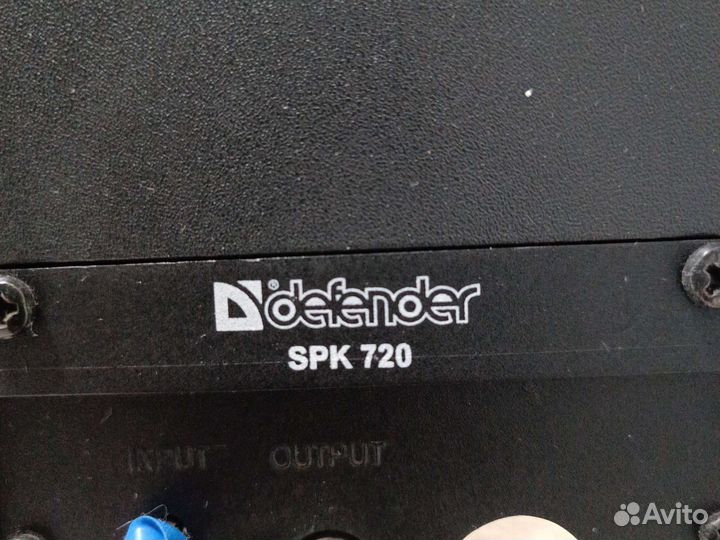 defender
SPK 720
INPUT OUTPUT
Avito